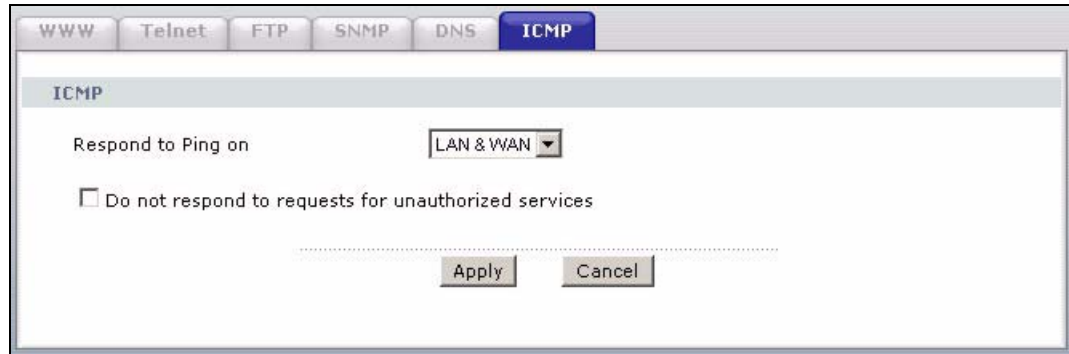 WWW Telnet FTP SNMP DNS ICMP
ICMP
Respond to Ping on LAN & WAN
Do not respond to requests for unauthorized services
Apply Cancel